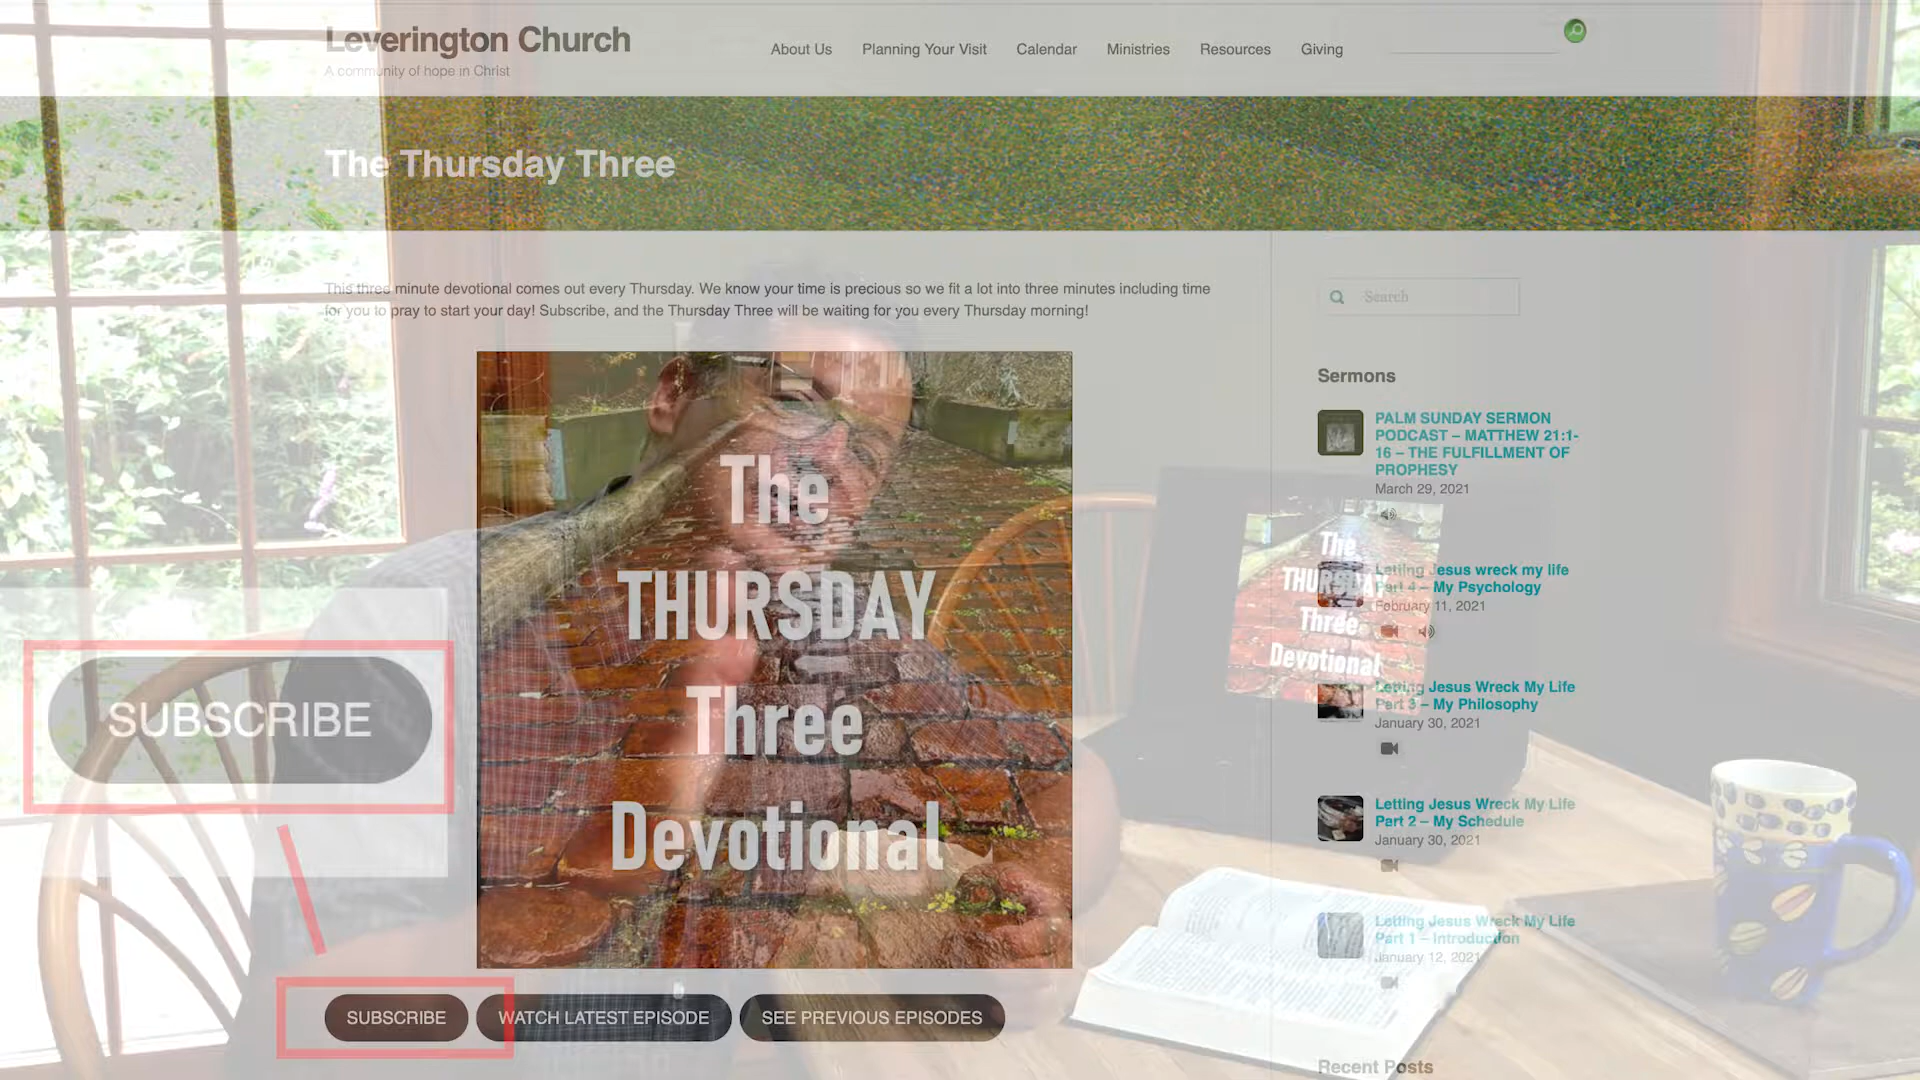 Leverington Church
A community of hope in Christ
About Us
Planning Your Visit
Calendar
Ministries
Resources
Giving
The Thursday Three
This three minute devotional comes out every Thursday. We know your time is precious so we fit a lot into three minutes including time
for you to pray to start your day! Subscribe, and the Thursday Three will be waiting for you every Thursday morning!
The
THURSDAY
Three
Devotional
SUBSCRIBE
SUBSCRIBE
WATCH LATEST EPISODE
SEE PREVIOUS EPISODES
Search
Sermons
PALM SUNDAY SERMON
PODCAST – MATTHEW 21:1-
16 – THE FULFILLMENT OF
PROPHESY
March 29, 2021
Letting Jesus wreck my life
Part 4 – My Psychology
February 11, 2021
Letting Jesus Wreck My Life
Part 3 – My Philosophy
January 30, 2021
Letting Jesus Wreck My Life
Part 2 – My Schedule
January 30, 2021
Letting Jesus Wreck My Life
Part 1 – Introduction
January 12, 2021
Recent Posts
The
THURSDAY
Three
Devotional